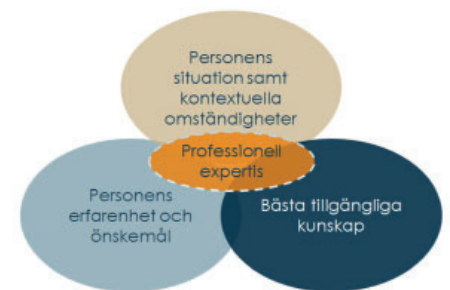 Personens
situation samt
kontextuella
omständigheter
Professionell
expertis
Personens
erfarenhet och
önskemål
Bästa tillgängliga
kunskap